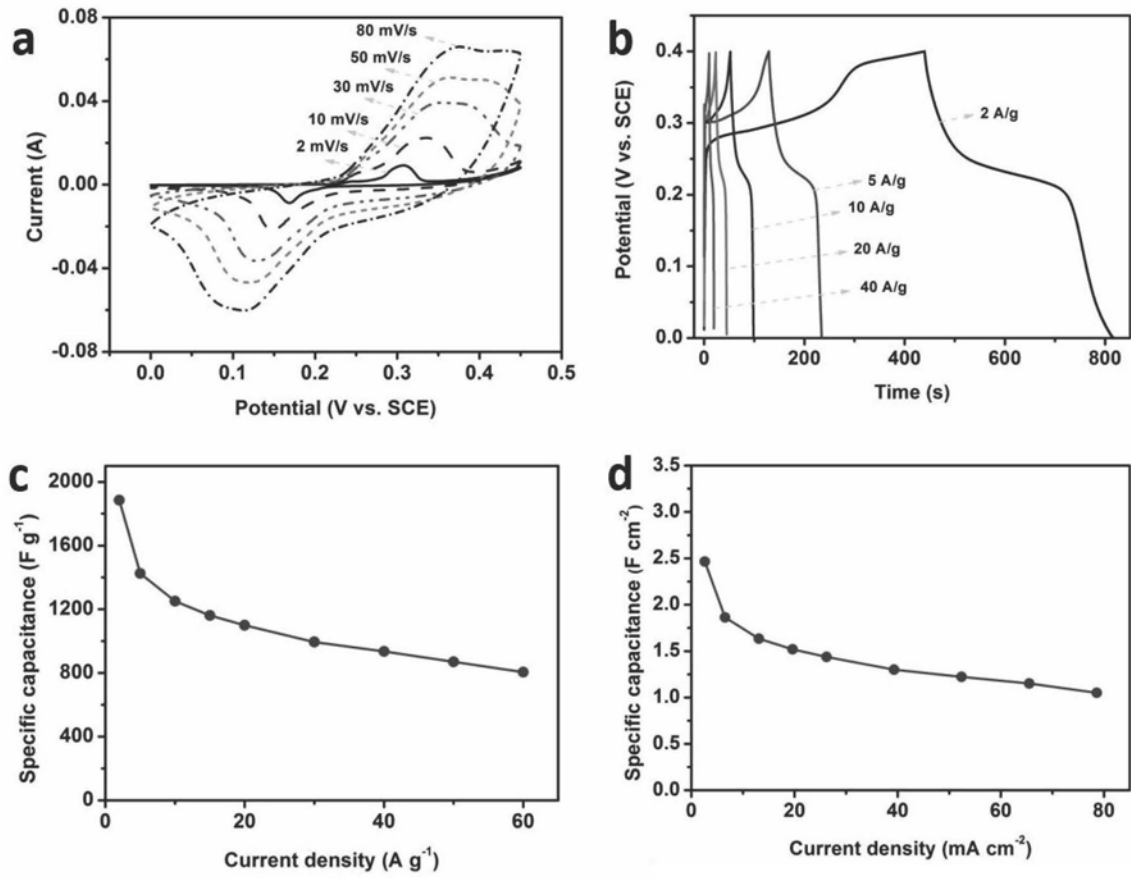 a
80 mV/s
50 mV/s
30 mV/s
10 mV/s
2 mV/s
0.08
0.04
0.00
-0.04
-0.08
Current (A)
0.0 0.1 0.2 0.3 0.4 0.5
Potential (V vs. SCE)
b
2 A/g
5 A/g
10 A/g
20 A/g
40 A/g
0.4
0.3
0.2
0.1
0.0
Potential (V vs. SCE)
0 200 400 600 800
Time (s)
c
2000
1600
1200
800
400
0
Specific capacitance (F g⁻¹)
0 20 40 60
Current density (A g⁻¹)
d
3.5
3.0
2.5
2.0
1.5
1.0
0.5
0.0
Specific capacitance (F cm⁻²)
0 20 40 60 80
Current density (mA cm⁻²)